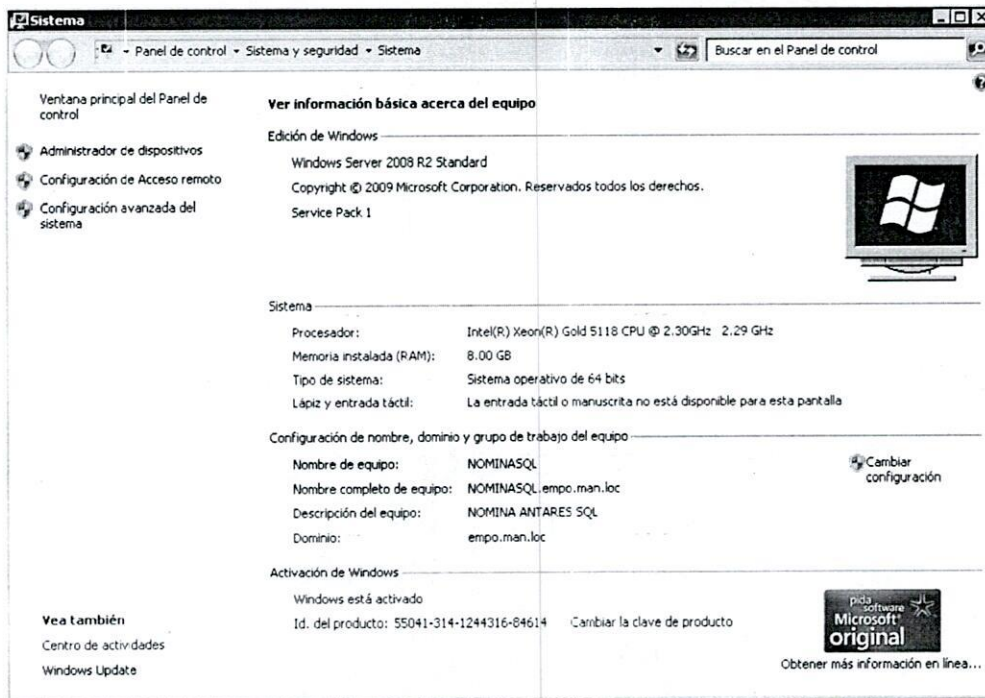 Sistema
Panel de control Sistema y seguridad Sistema
Buscar en el Panel de control
Ventana principal del Panel de
control
Administrador de dispositivos
Configuración de Acceso remoto
Configuración avanzada del
sistema
Vea también
Centro de actividades
Windows Update
Ver información básica acerca del equipo
Edición de Windows
Windows Server 2008 R2 Standard
Copyright © 2009 Microsoft Corporation. Reservados todos los derechos.
Service Pack 1
Sistema
Procesador: Intel(R) Xeon(R) Gold 5118 CPU @ 2.30GHz 2.29 GHz
Memoria instalada (RAM): 8.00 GB
Tipo de sistema: Sistema operativo de 64 bits
Lápiz y entrada táctil: La entrada táctil o manuscrita no está disponible para esta pantalla
Configuración de nombre, dominio y grupo de trabajo del equipo
Nombre de equipo: NOMINASQL
Cambiar
configuración
Nombre completo de equipo: NOMINASQL.empo.man.loc
Descripción del equipo: NOMINA ANTARES SQL
Dominio: empo.man.loc
Activación de Windows
Windows está activado
Id. del producto: 55041-314-1244316-84614 Cambiar la clave de producto
pida
software
Microsoft
original
Obtener más información en línea...